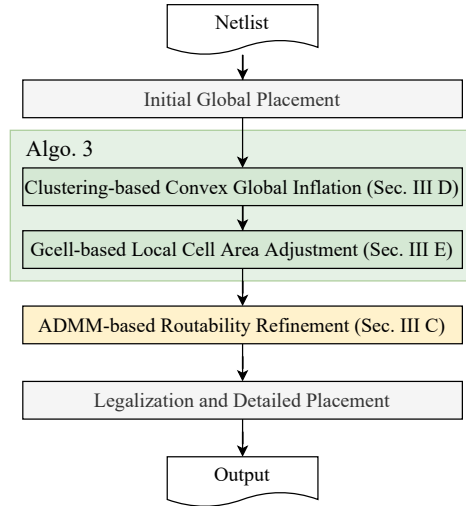 Netlist
Initial Global Placement
Algo. 3
Clustering-based Convex Global Inflation (Sec. III D)
Gcell-based Local Cell Area Adjustment (Sec. III E)
ADMM-based Routability Refinement (Sec. III C)
Legalization and Detailed Placement
Output